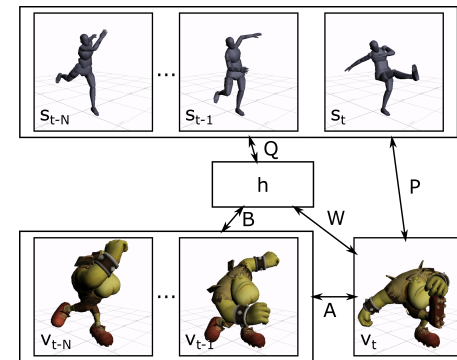 s_{t-N} ... s_{t-1} s_t
Q
h
P
B W
v_{t-N} ... v_{t-1} A v_t